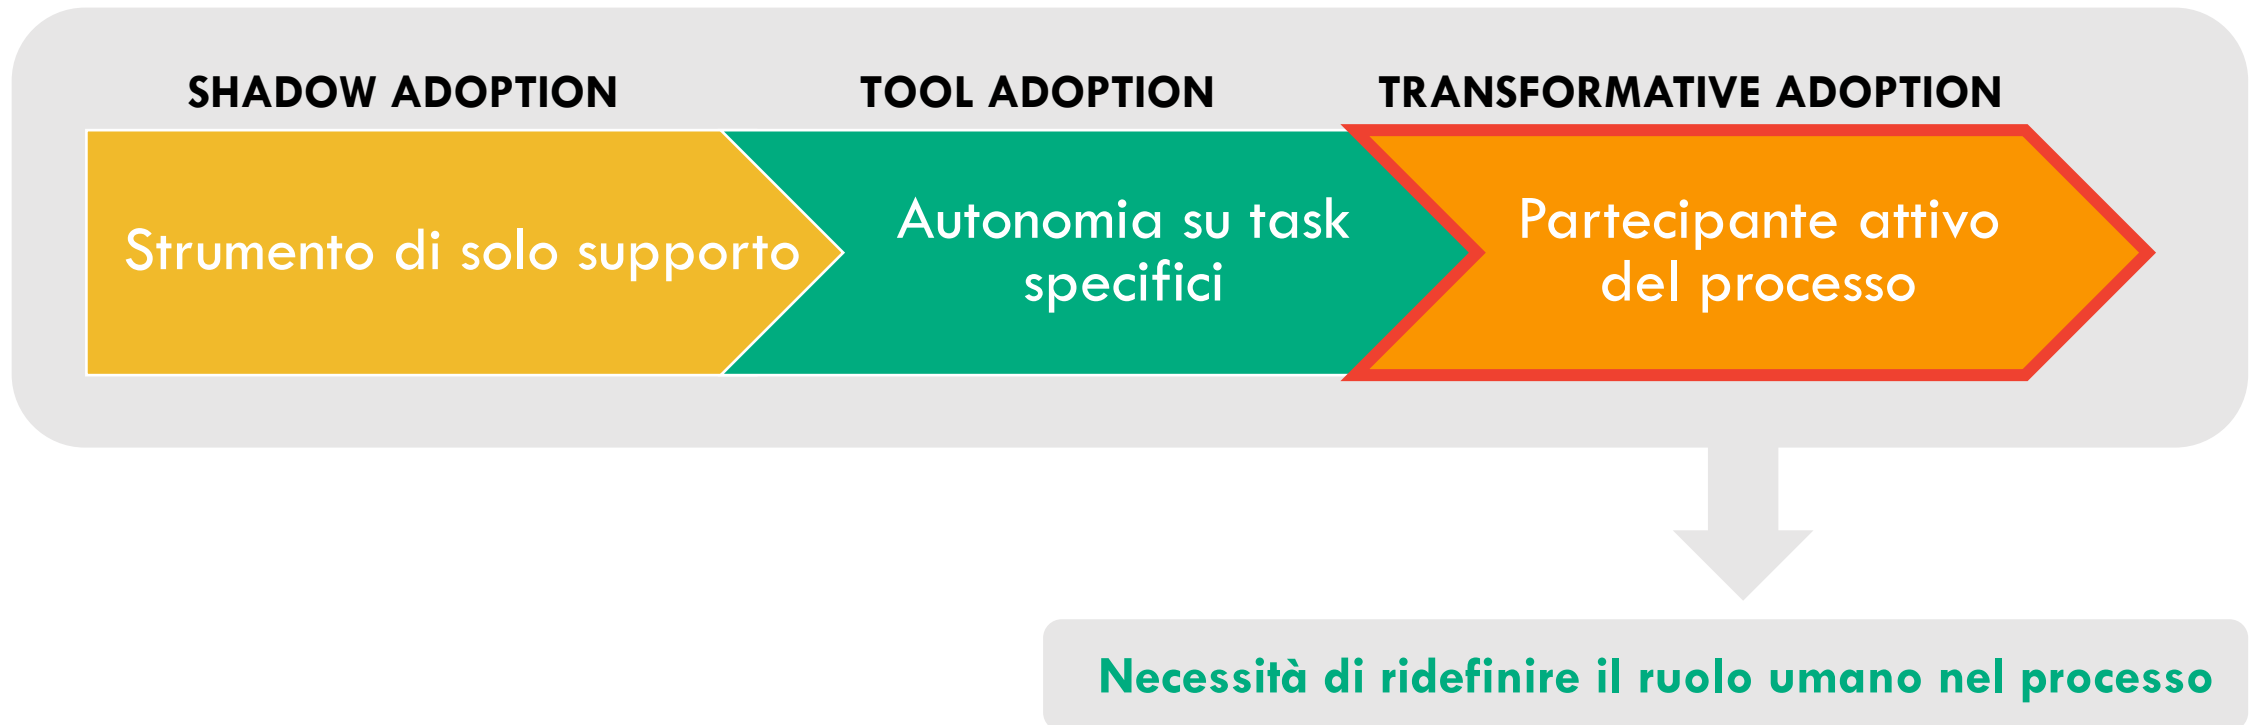 SHADOW ADOPTION
TOOL ADOPTION
TRANSFORMATIVE ADOPTION
Strumento di solo supporto
Autonomia su task
specifici
Partecipante attivo
del processo
Necessità di ridefinire il ruolo umano nel processo